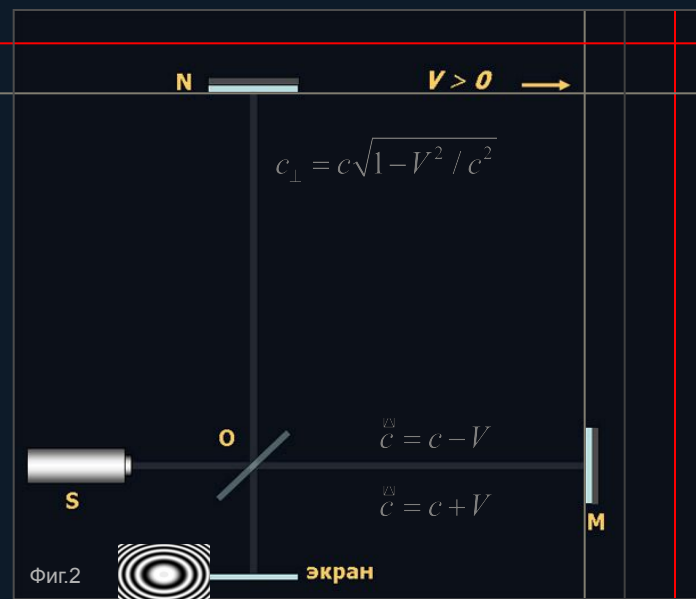 N
V > 0
c⊥ = c√1−V² / c²
O
c = c−V
S
c = c+V
M
Фиг.2
экран